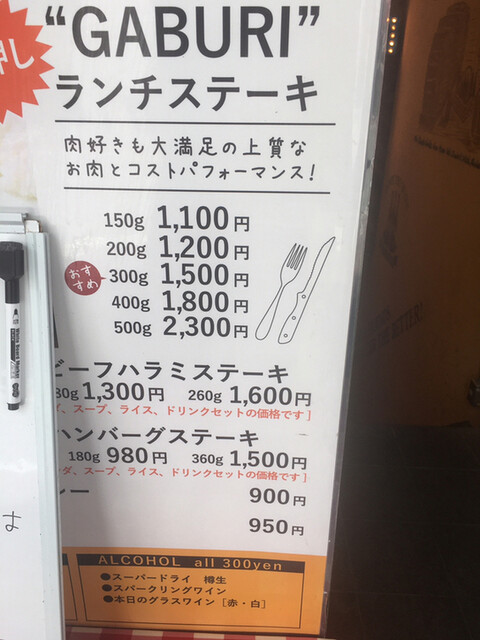 押し
“GABURI”
ランチステーキ
肉好きも大満足の上質な
お肉とコストパフォーマンス!
150g 1,100円
200g 1,200円
おすすめ 300g 1,500円
400g 1,800円
500g 2,300円
ビーフハラミステーキ
80g 1,300円 260g 1,600円
ダ、スープ、ライス、ドリンクセットの価格です]
ハンバーグステーキ
180g 980円 360g 1,500円
ダ、スープ、ライス、ドリンクセットの価格です]
レー 900円
950円
は
ALCOHOL all 300yen
●スーパードライ 樽生
●スパークリングワイン
●本日のグラスワイン [赤・白]